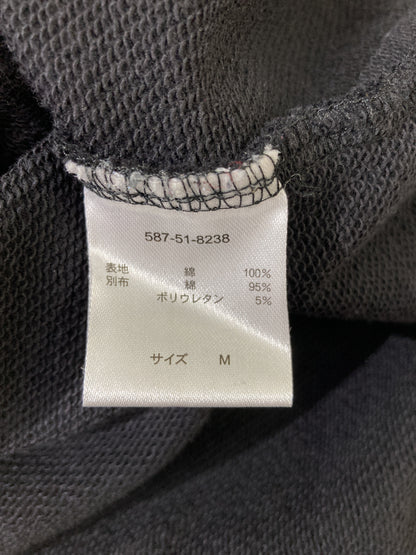 587-51-8238
表地 綿 100%
別布 綿 95%
ポリウレタン 5%
サイズ M